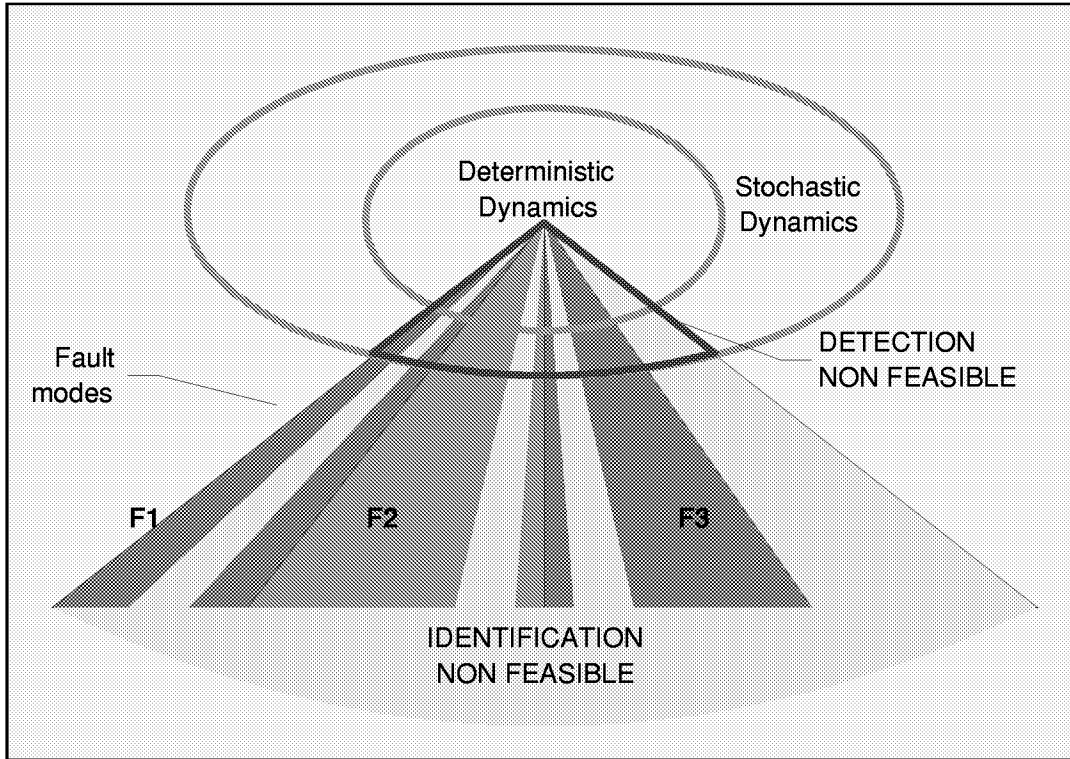 Deterministic
Dynamics
Stochastic
Dynamics
Fault
modes
DETECTION
NON FEASIBLE
F1
F2
F3
IDENTIFICATION
NON FEASIBLE